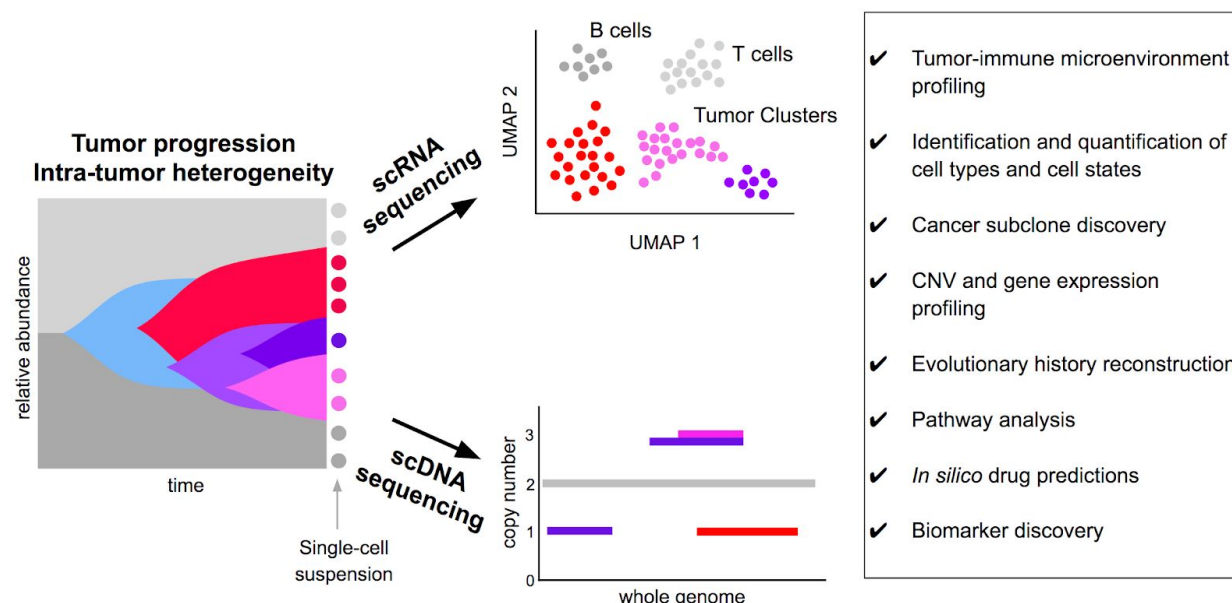 Tumor progression
Intra-tumor heterogeneity
relative abundance
time
Single-cell
suspension
scRNA
sequencing
scDNA
sequencing
B cells
T cells
Tumor Clusters
UMAP 2
UMAP 1
copy number
3
2
1
0
whole genome
✔ Tumor-immune microenvironment
profiling
✔ Identification and quantification of
cell types and cell states
✔ Cancer subclone discovery
✔ CNV and gene expression
profiling
✔ Evolutionary history reconstruction
✔ Pathway analysis
✔ In silico drug predictions
✔ Biomarker discovery